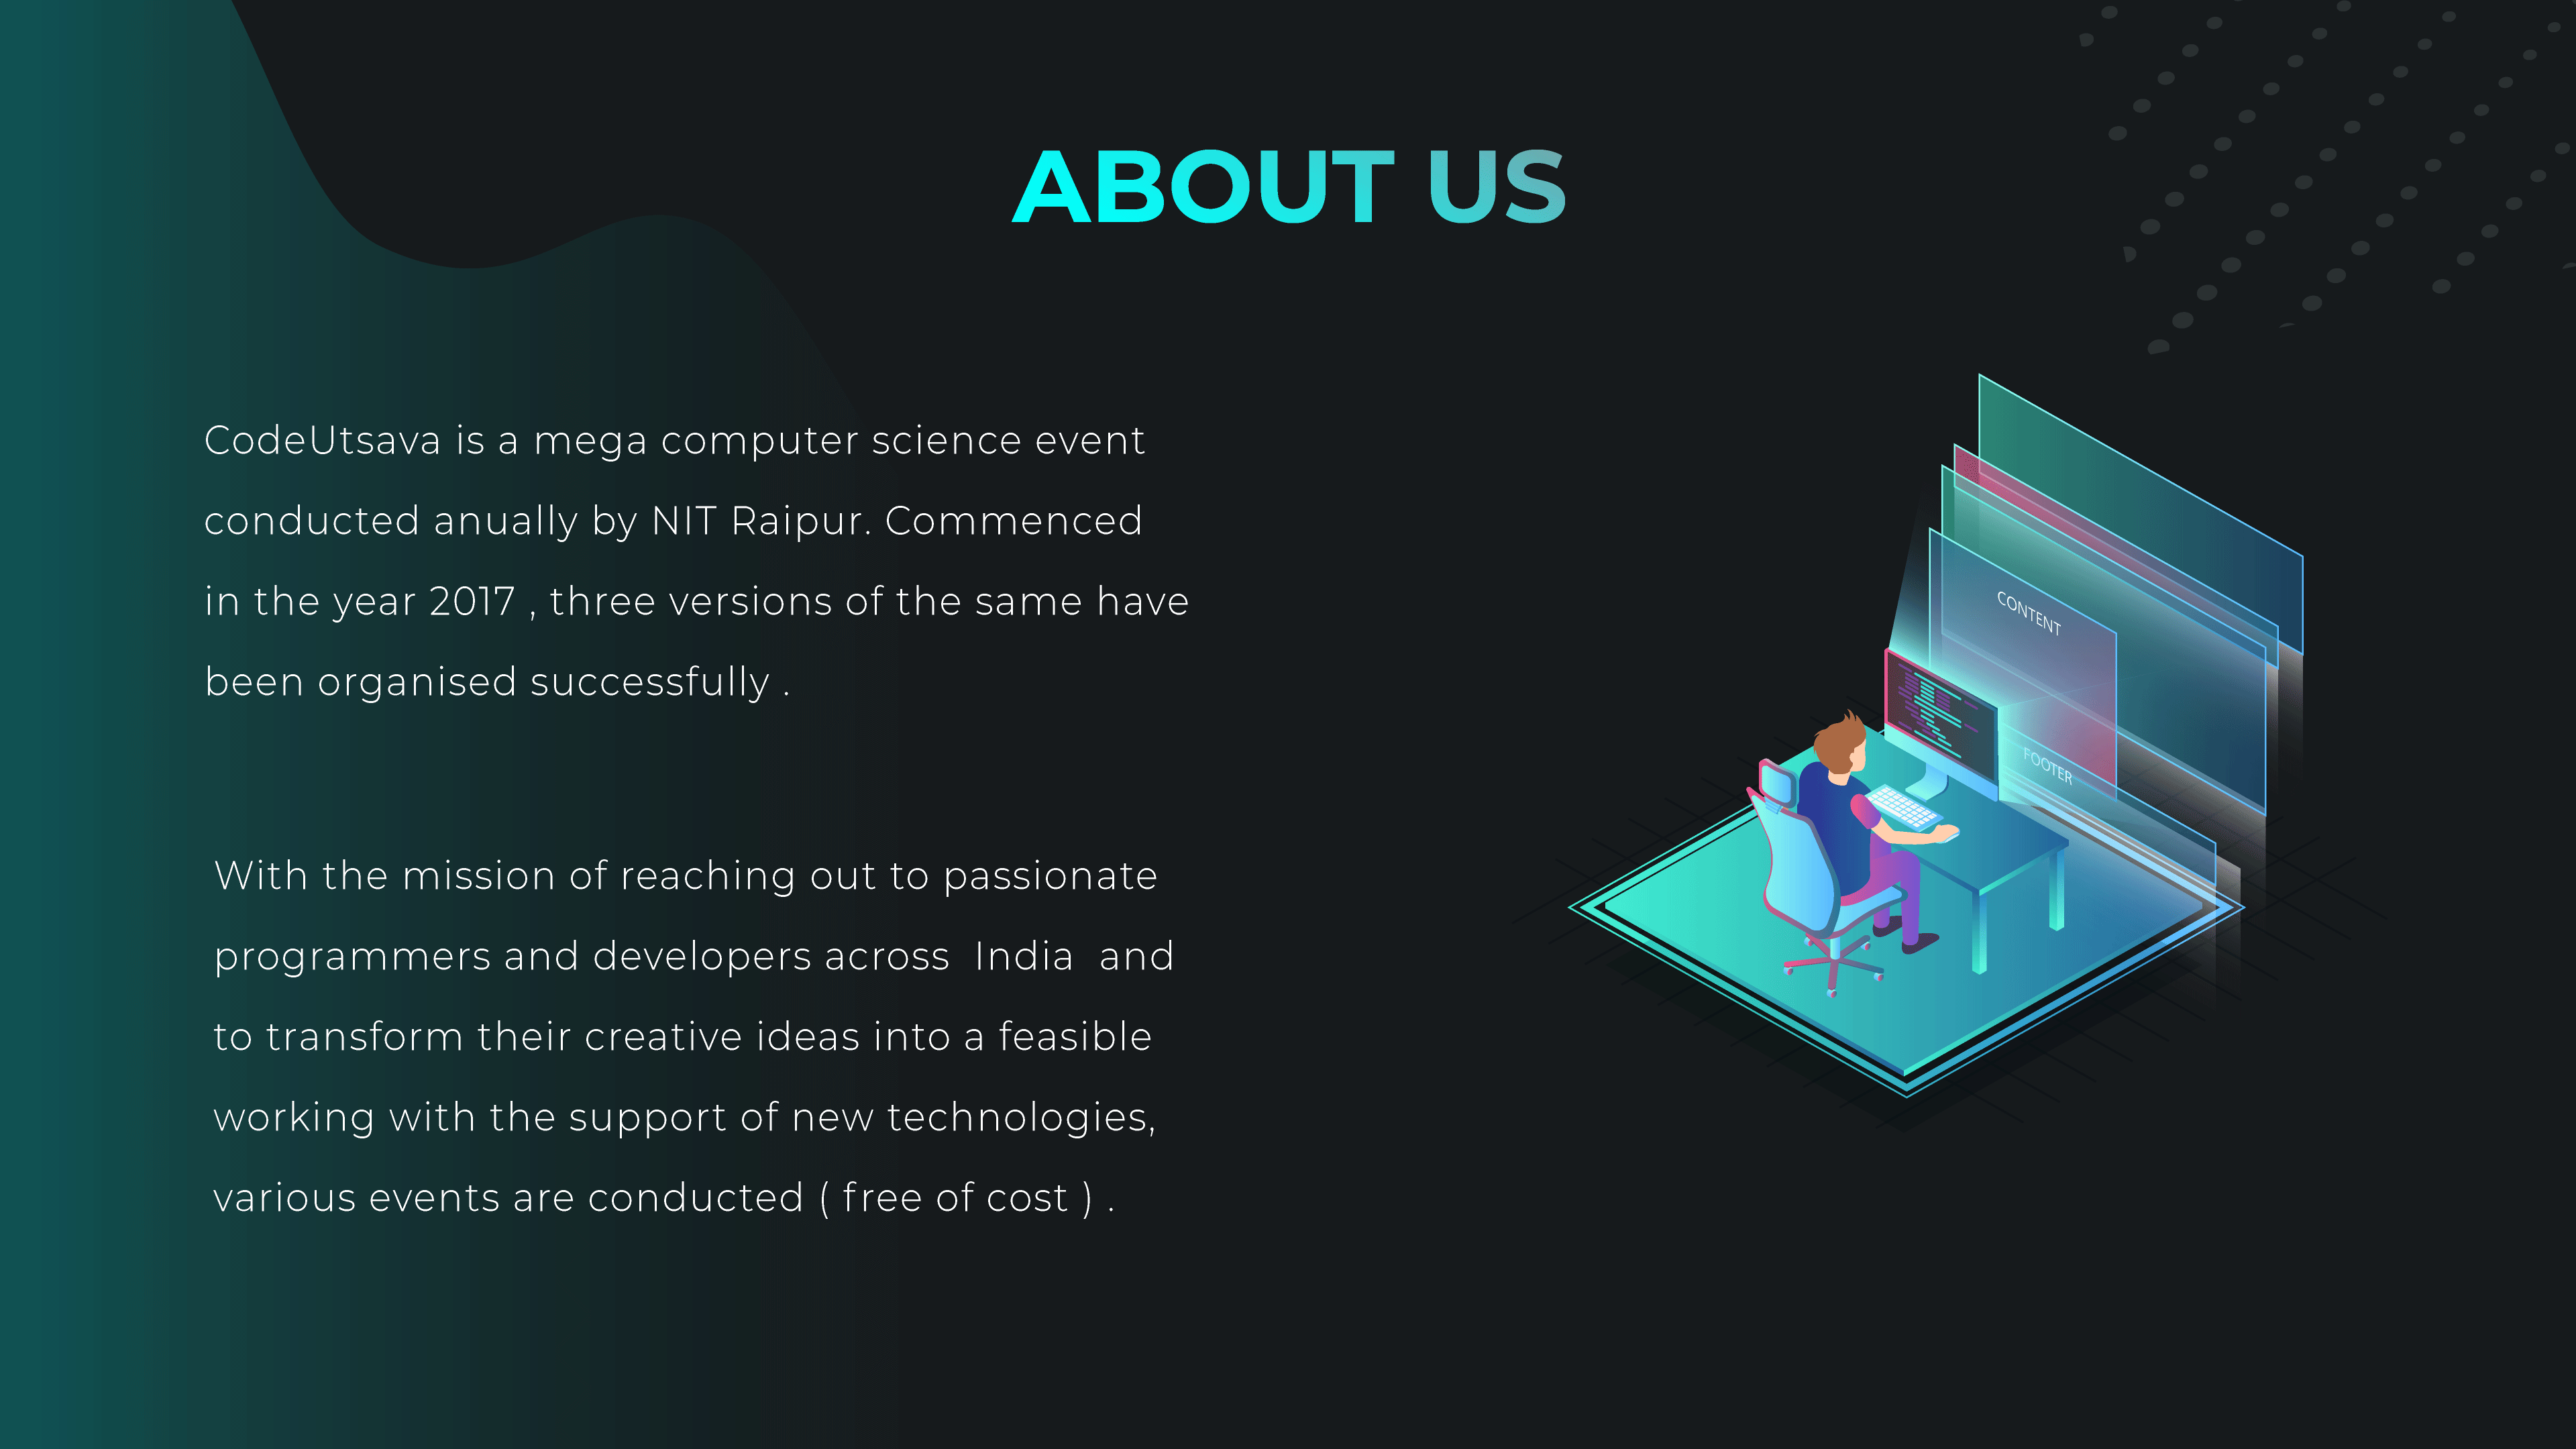 ABOUT US
CodeUtsava is a mega computer science event
conducted anually by NIT Raipur. Commenced
in the year 2017 , three versions of the same have
been organised successfully .
With the mission of reaching out to passionate
programmers and developers across India and
to transform their creative ideas into a feasible
working with the support of new technologies,
various events are conducted ( free of cost ) .
CONTENT
FOOTER